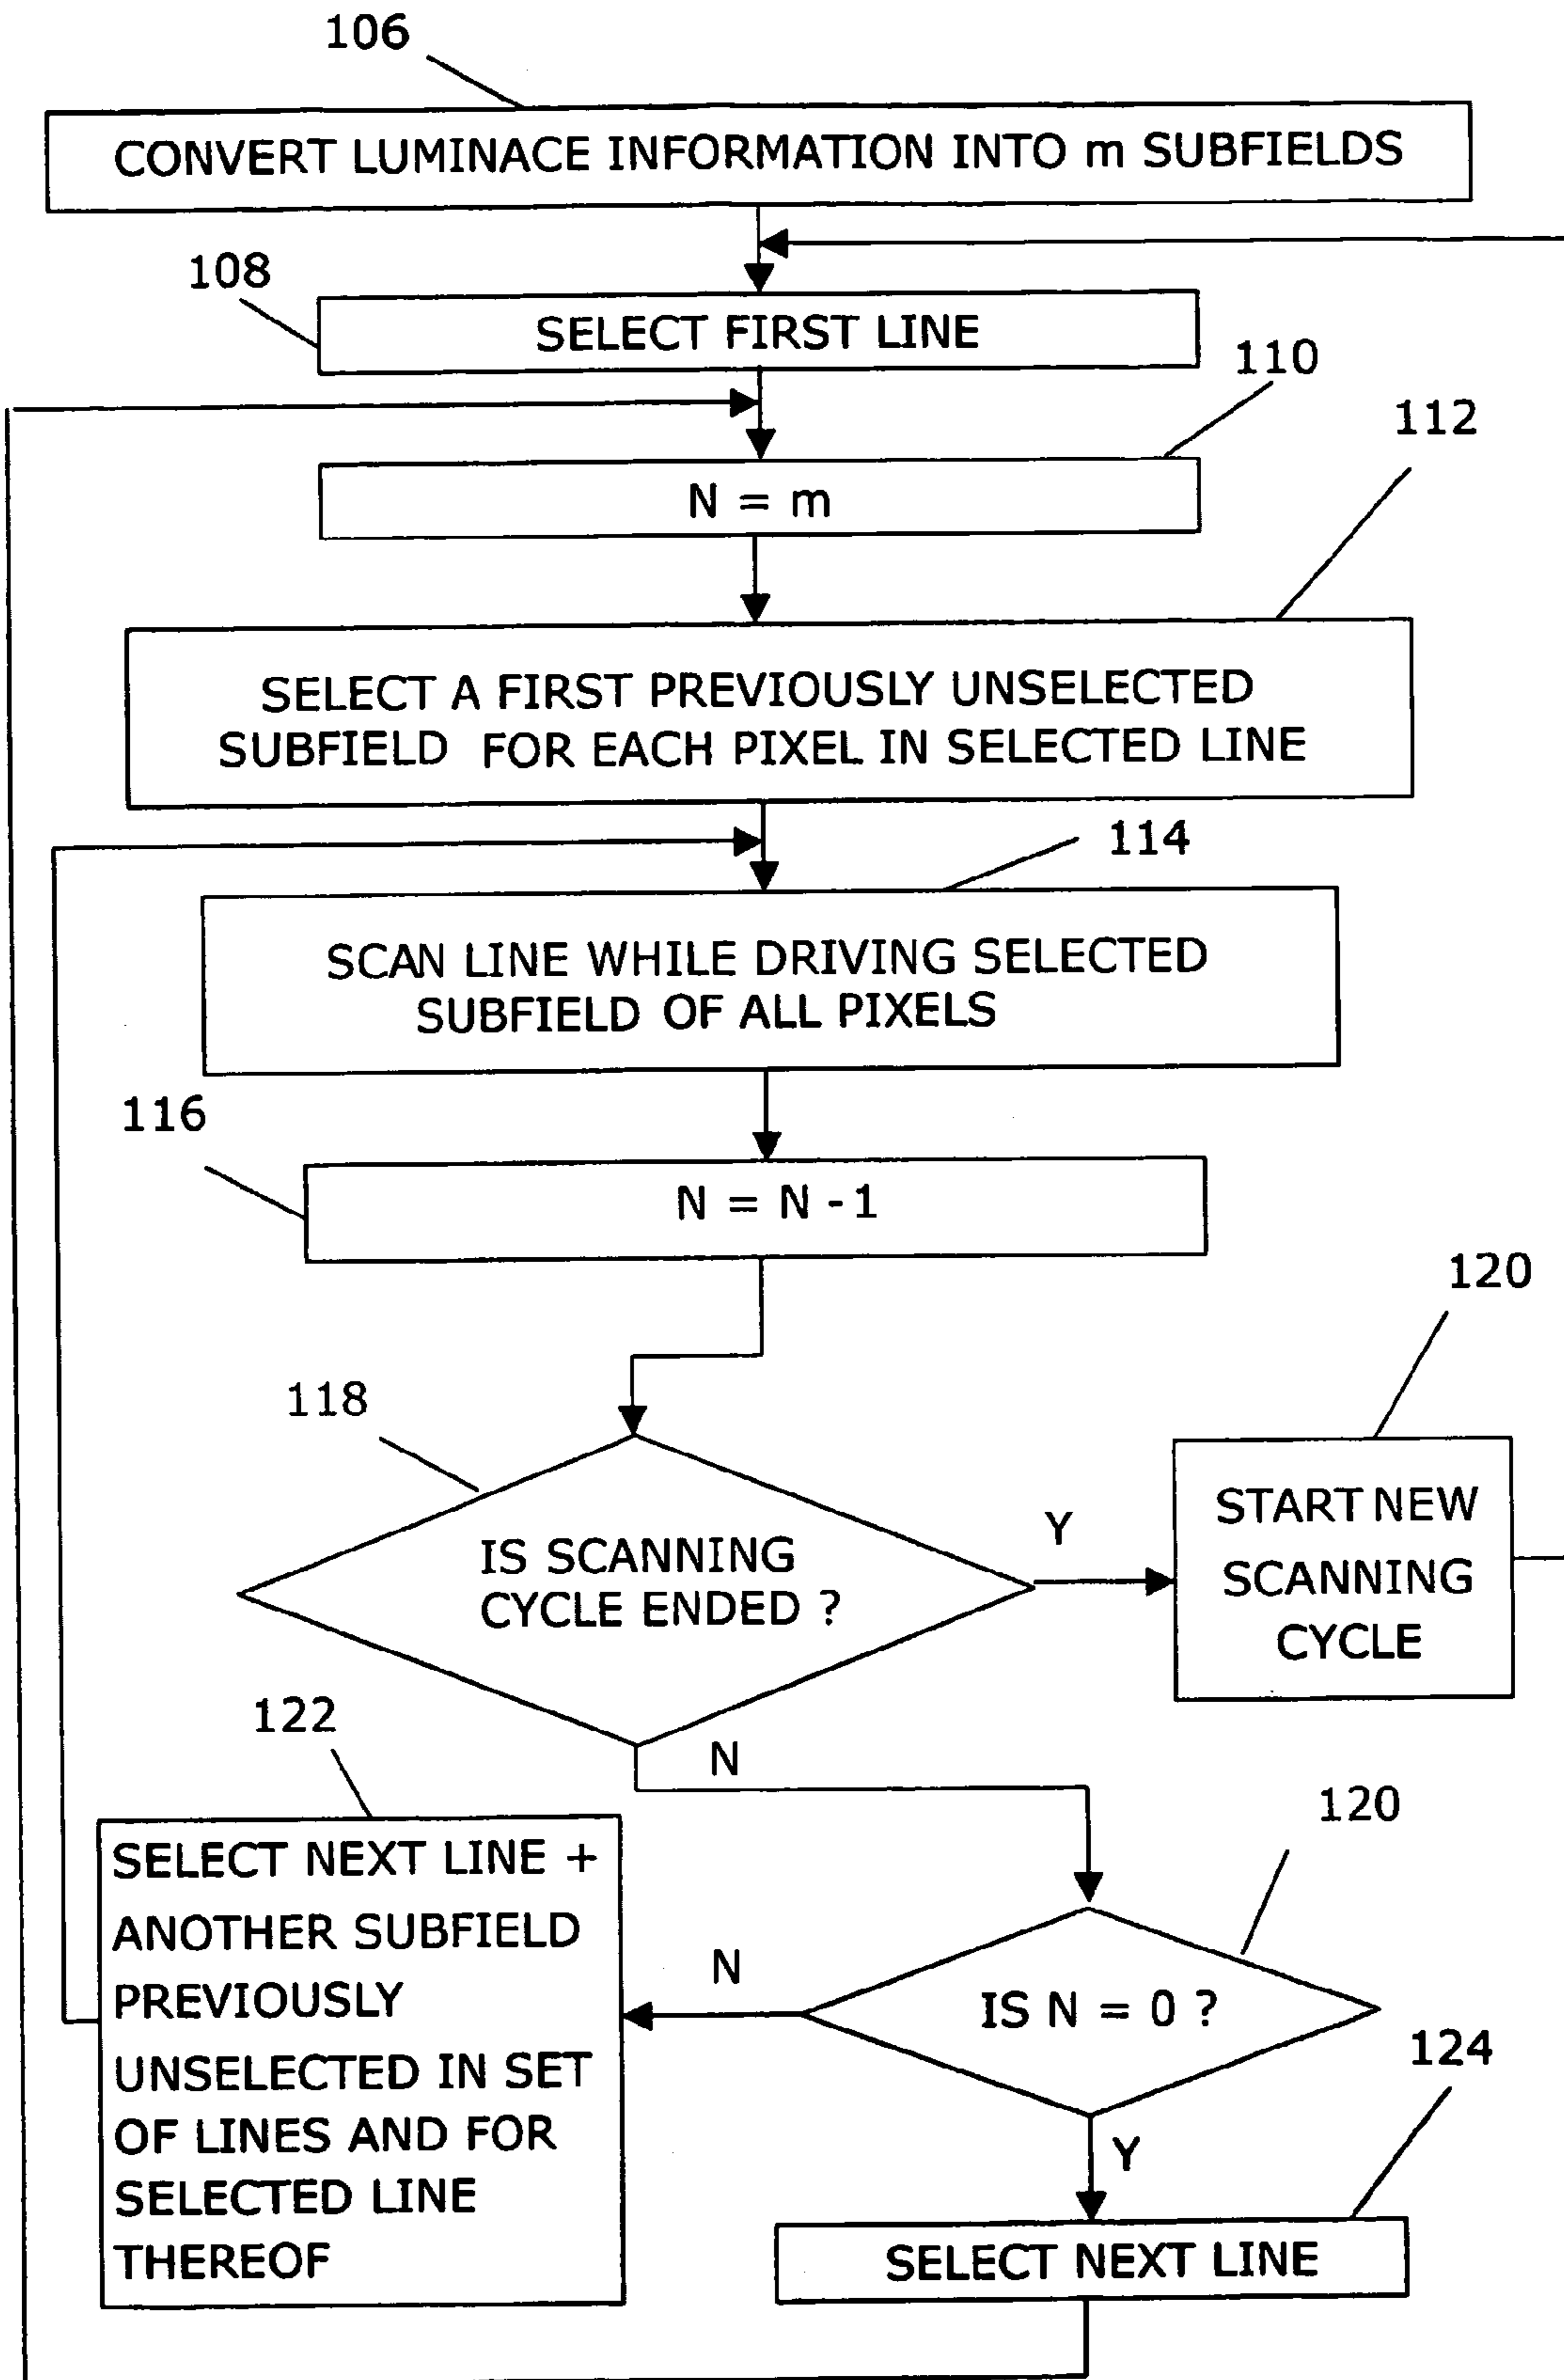 106
CONVERT LUMINACE INFORMATION INTO m SUBFIELDS
108
SELECT FIRST LINE
110
N = m
112
SELECT A FIRST PREVIOUSLY UNSELECTED
SUBFIELD FOR EACH PIXEL IN SELECTED LINE
114
SCAN LINE WHILE DRIVING SELECTED
SUBFIELD OF ALL PIXELS
116
N = N - 1
118
IS SCANNING
CYCLE ENDED ?
Y
120
START NEW
SCANNING
CYCLE
N
120
IS N = 0 ?
N
122
SELECT NEXT LINE +
ANOTHER SUBFIELD
PREVIOUSLY
UNSELECTED IN SET
OF LINES AND FOR
SELECTED LINE
THEREOF
Y
124
SELECT NEXT LINE